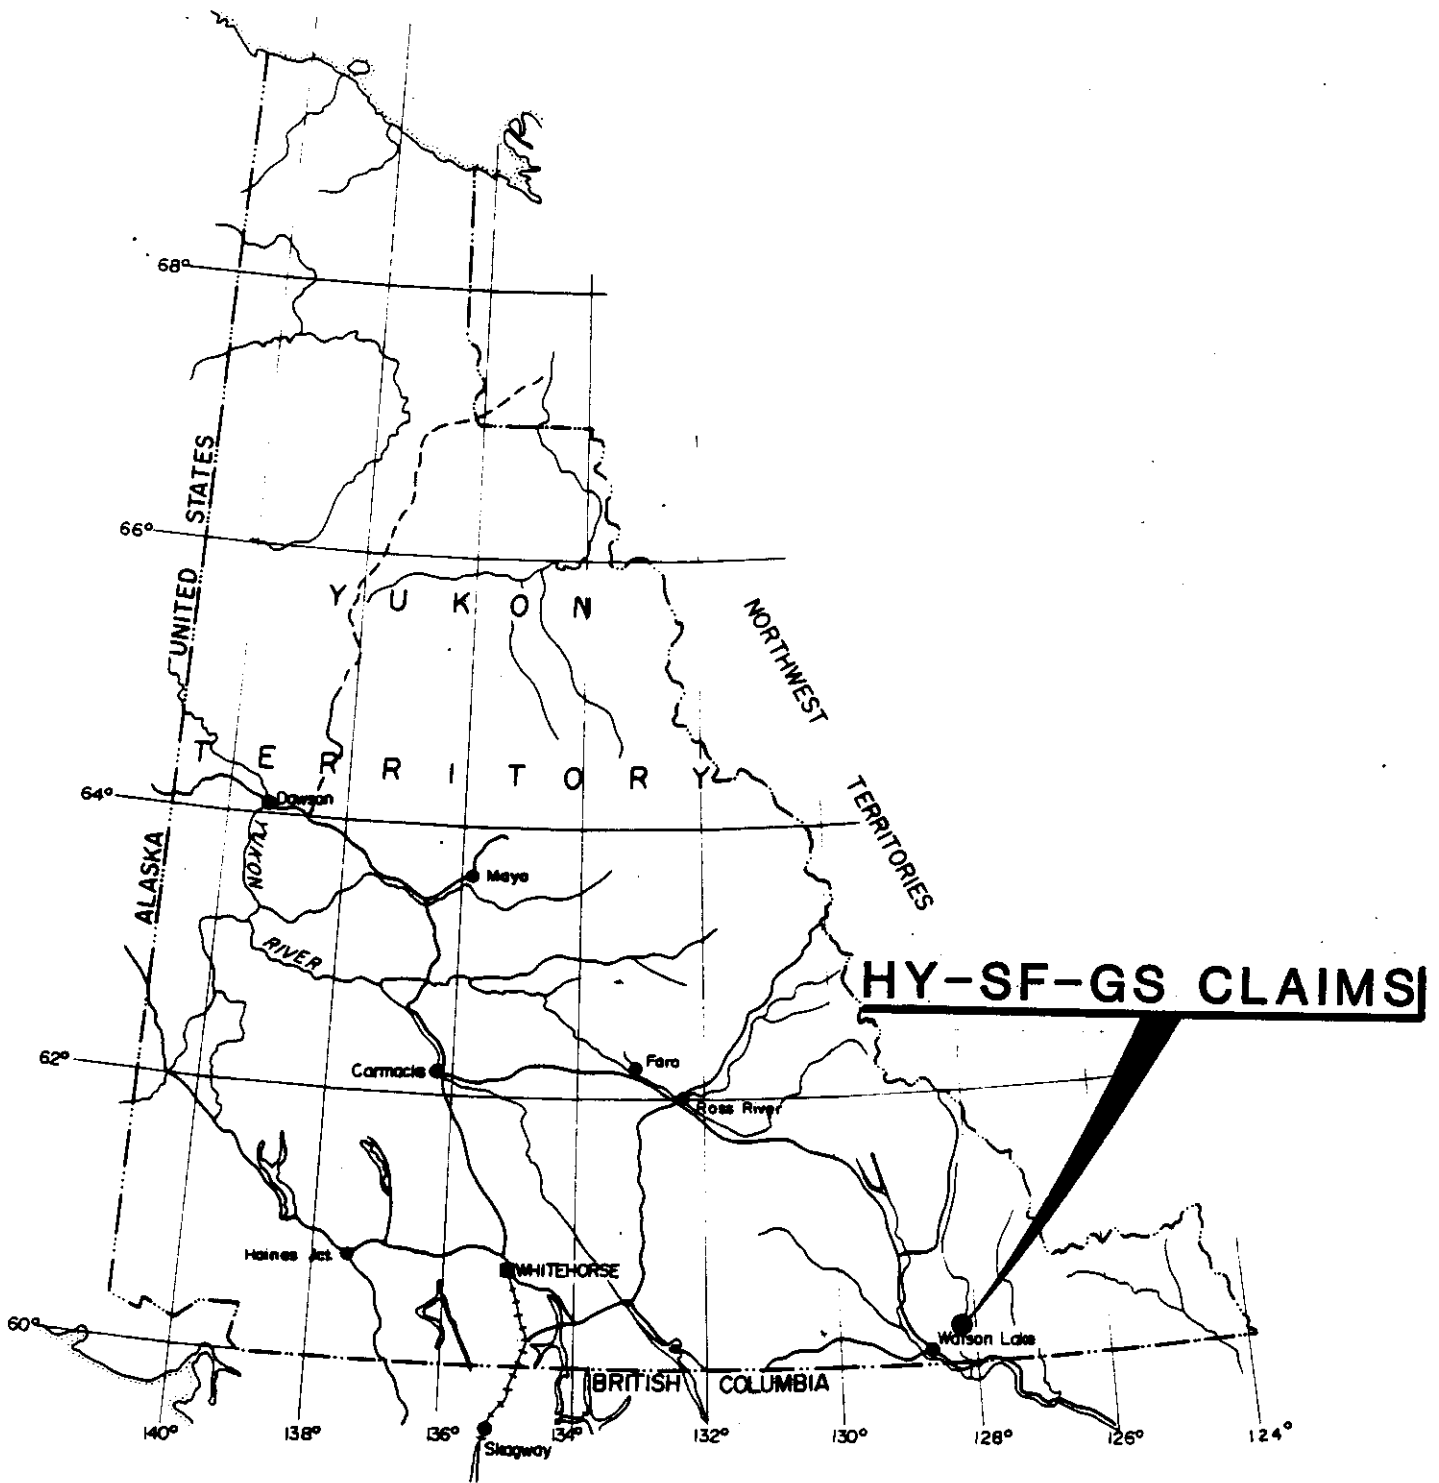 68°
UNITED STATES
66°
YUKON
NORTHWEST
TERRITORY
64°
Dawson
TERRITORIES
YUKON
ALASKA
Mayo
RIVER
HY-SF-GS CLAIMS
62°
Carmacks
Faro
Ross River
Haines Jct.
WHITEHORSE
60°
Watson Lake
BRITISH COLUMBIA
140°
138°
136°
134°
132°
130°
128°
126°
124°
Skagway